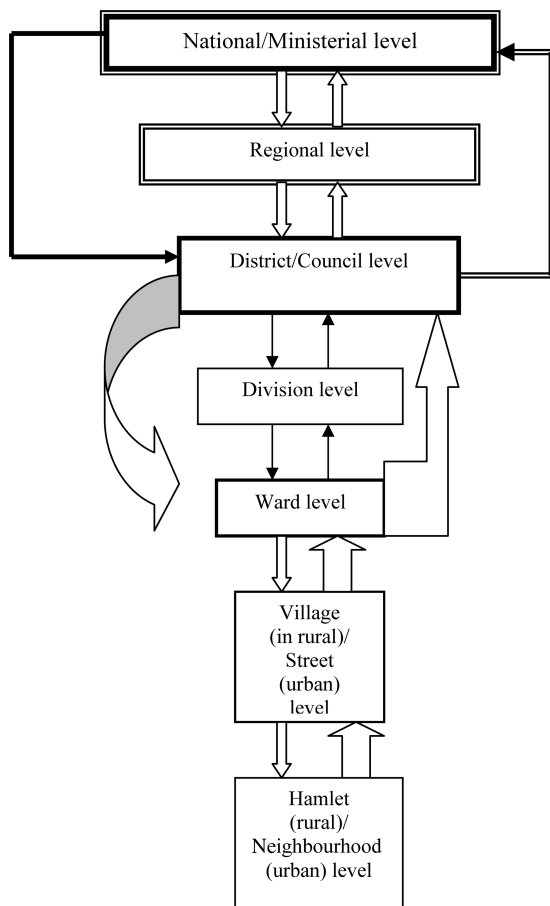 National/Ministerial level
Regional level
District/Council level
Division level
Ward level
Village
(in rural)/
Street
(urban)
level
Hamlet
(rural)/
Neighbourhood
(urban) level